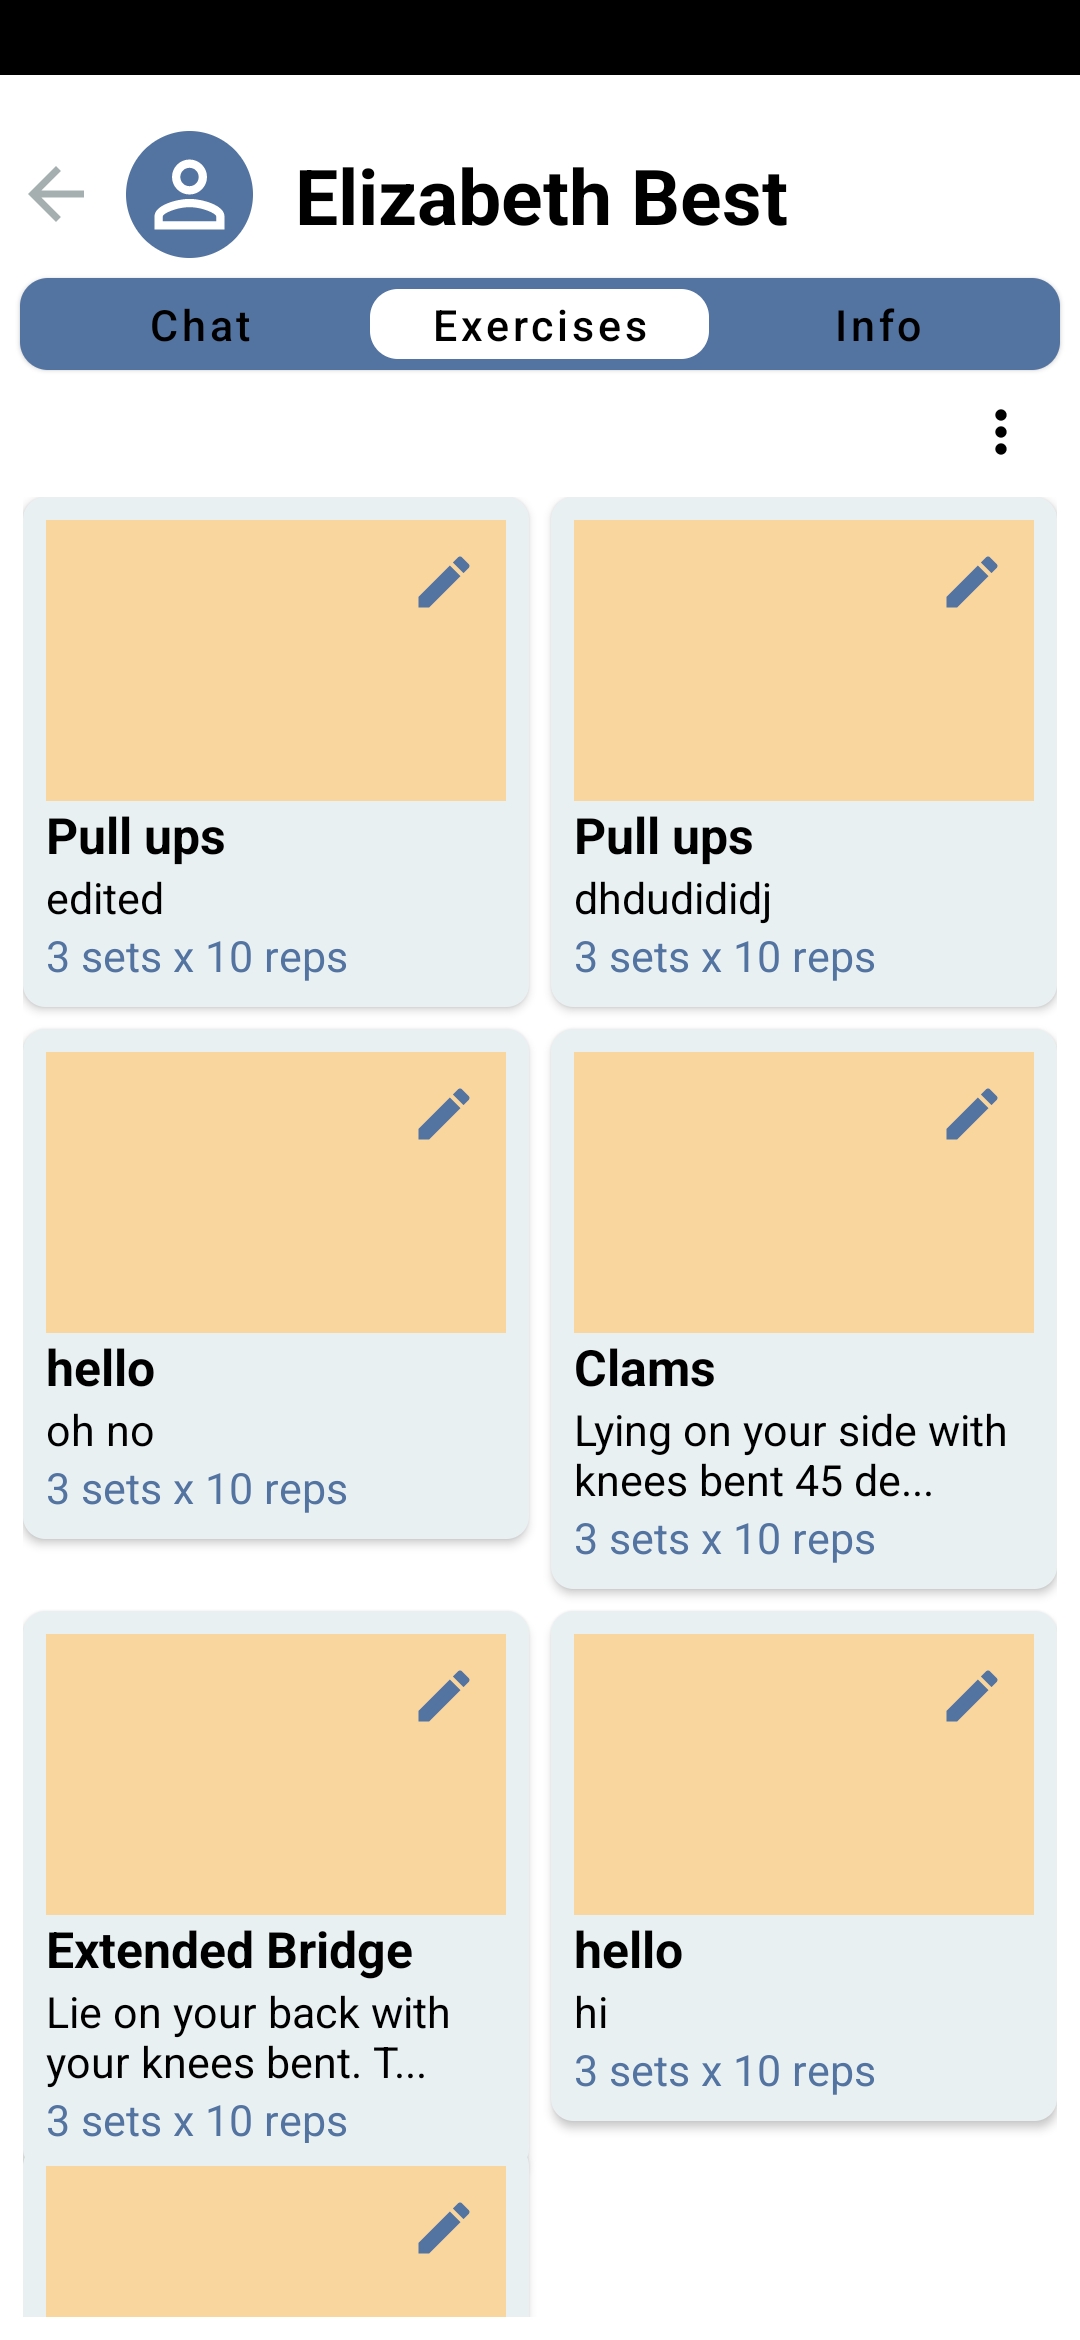 Elizabeth Best
Chat
Exercises
Info
Pull ups
edited
3 sets x 10 reps
Pull ups
dhdudididj
3 sets x 10 reps
hello
oh no
3 sets x 10 reps
Clams
Lying on your side with
knees bent 45 de...
3 sets x 10 reps
Extended Bridge
Lie on your back with
your knees bent. T...
3 sets x 10 reps
hello
hi
3 sets x 10 reps